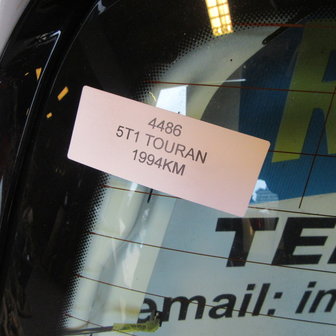 4486
5T1 TOURAN
1994KM
TE
email: in